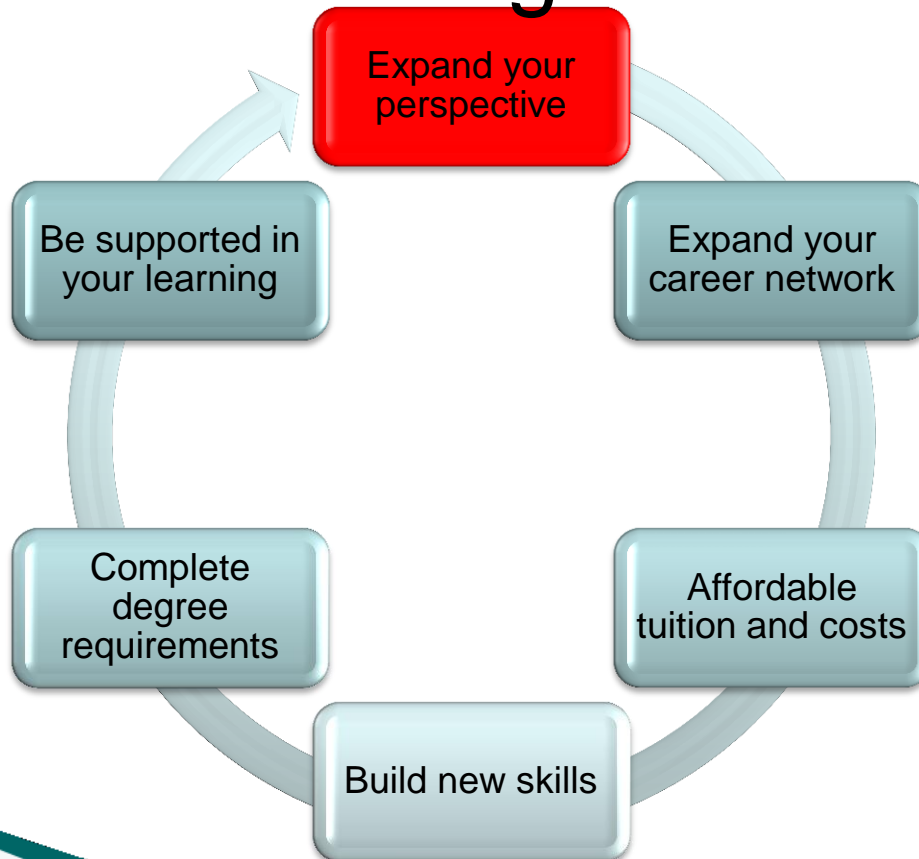 Expand your
perspective
Expand your
career network
Affordable
tuition and costs
Build new skills
Complete
degree
requirements
Be supported in
your learning